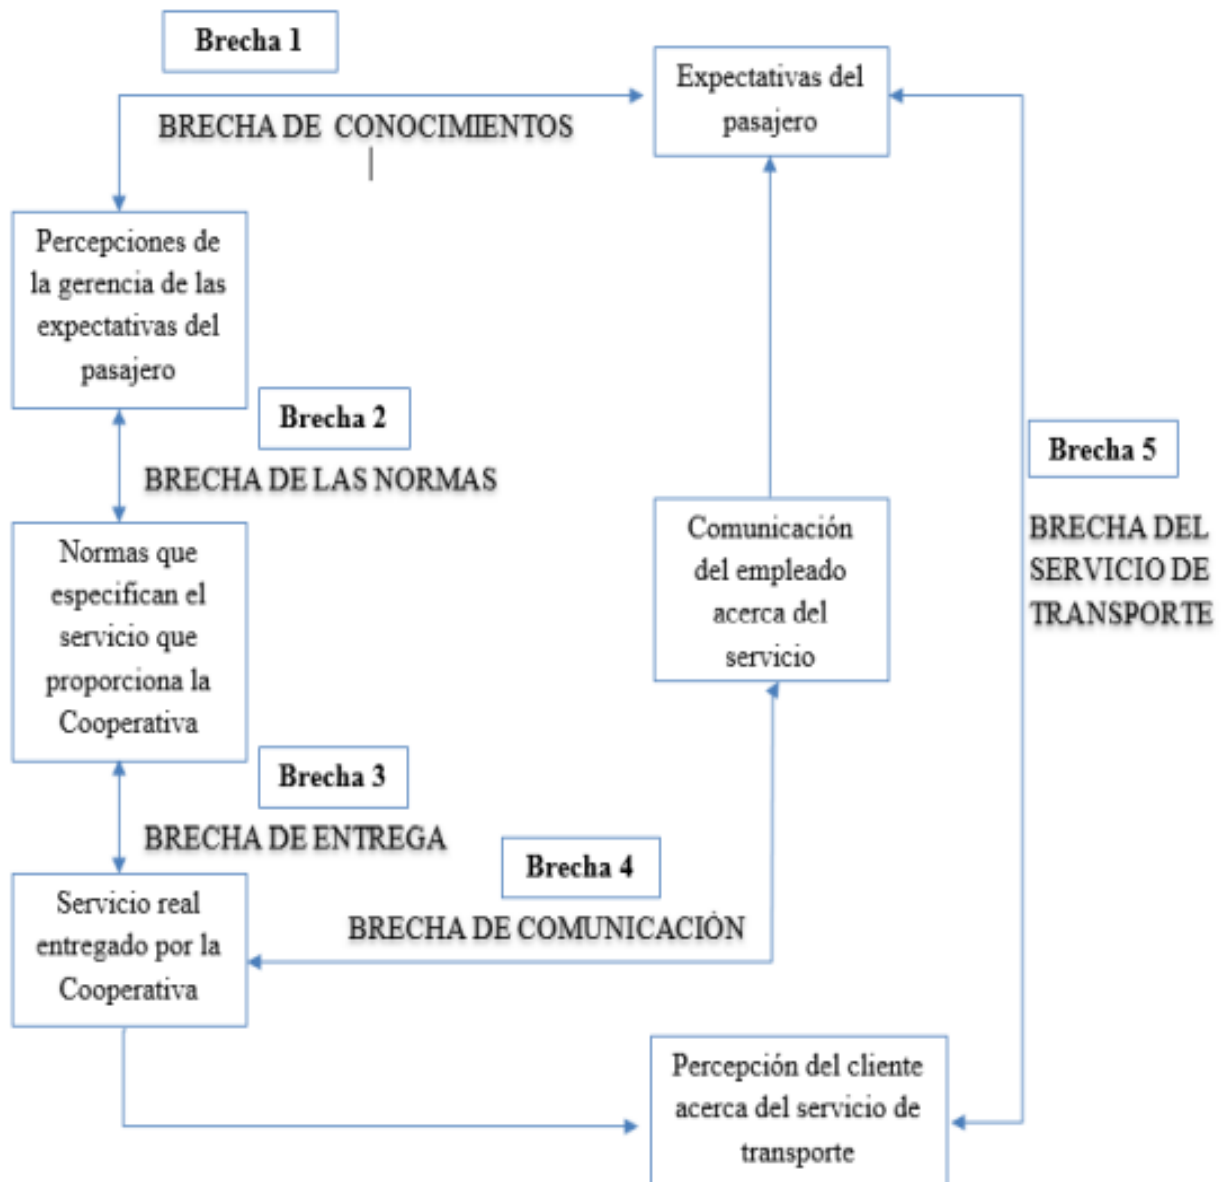 Brecha 1
Expectativas del
pasajero
BRECHA DE CONOCIMIENTOS
Percepciones de
la gerencia de las
expectativas del
pasajero
Brecha 2
BRECHA DE LAS NORMAS
Brecha 5
Normas que
especifican el
servicio que
proporciona la
Cooperativa
Comunicación
del empleado
acerca del
servicio
BRECHA DEL
SERVICIO DE
TRANSPORTE
Brecha 3
BRECHA DE ENTREGA
Brecha 4
BRECHA DE COMUNICACIÓN
Servicio real
entregado por la
Cooperativa
Percepción del cliente
acerca del servicio de
transporte